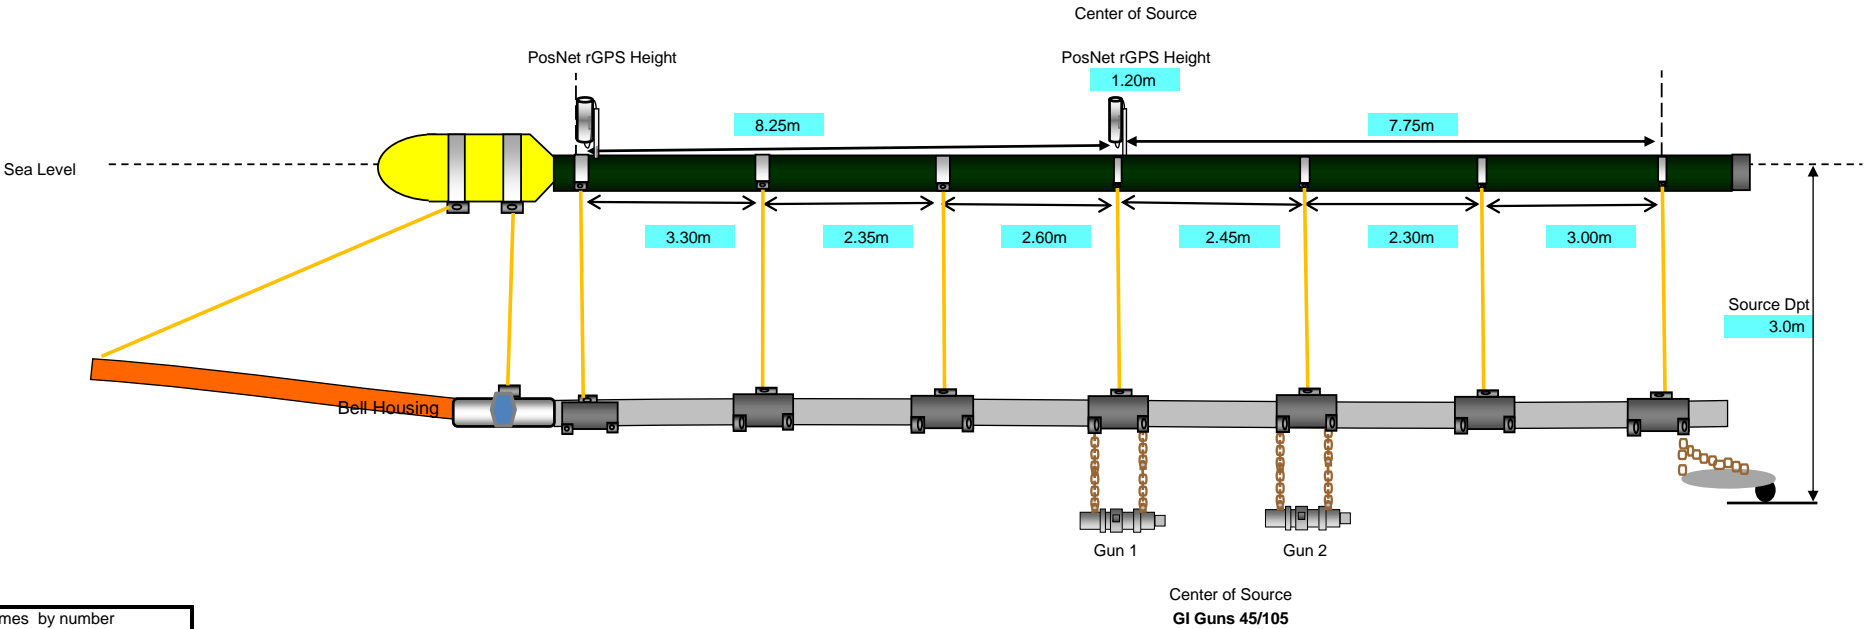 Center of Source
PosNet rGPS Height
PosNet rGPS Height
1.20m
8.25m
7.75m
Sea Level
3.30m
2.35m
2.60m
2.45m
2.30m
3.00m
Source Dpt
3.0m
Bell Housing
Gun 1
Gun 2
Center of Source
GI Guns 45/105
mes by number